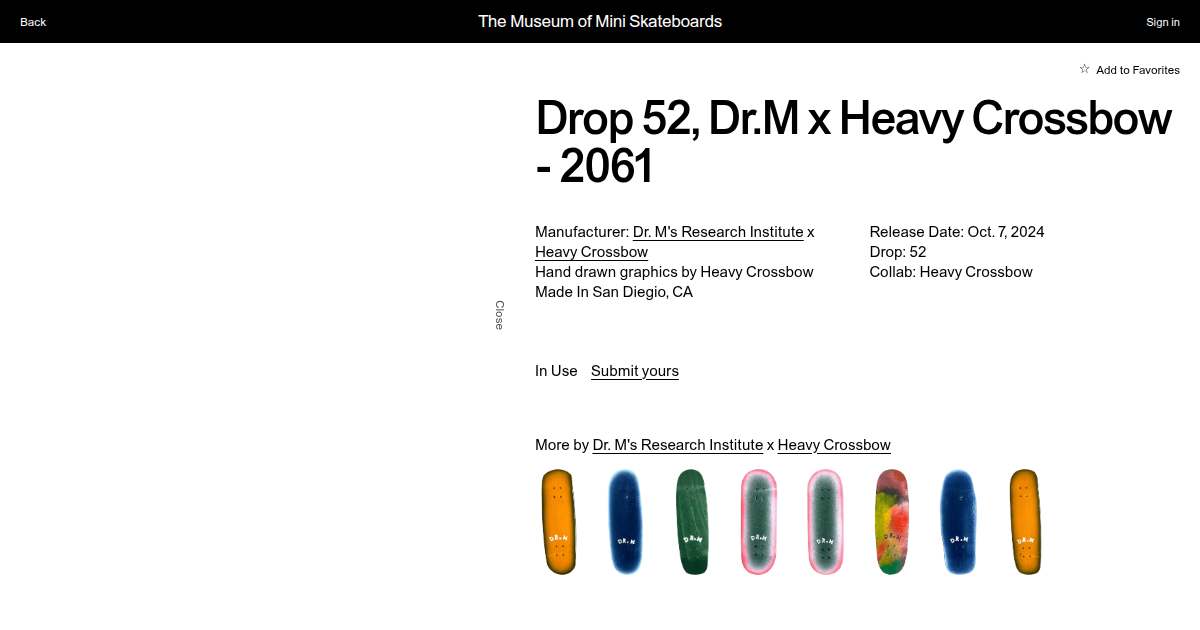 Back
The Museum of Mini Skateboards
Sign in
☆ Add to Favorites
Drop 52, Dr.M x Heavy Crossbow
- 2061
Manufacturer: Dr. M's Research Institute x
Heavy Crossbow
Hand drawn graphics by Heavy Crossbow
Made In San Diegio, CA
Release Date: Oct. 7, 2024
Drop: 52
Collab: Heavy Crossbow
Close
In Use Submit yours
More by Dr. M's Research Institute x Heavy Crossbow
DR.M
DR.M
DR.M
DR.M
DR.M
DR.M
DR.M
DR.M